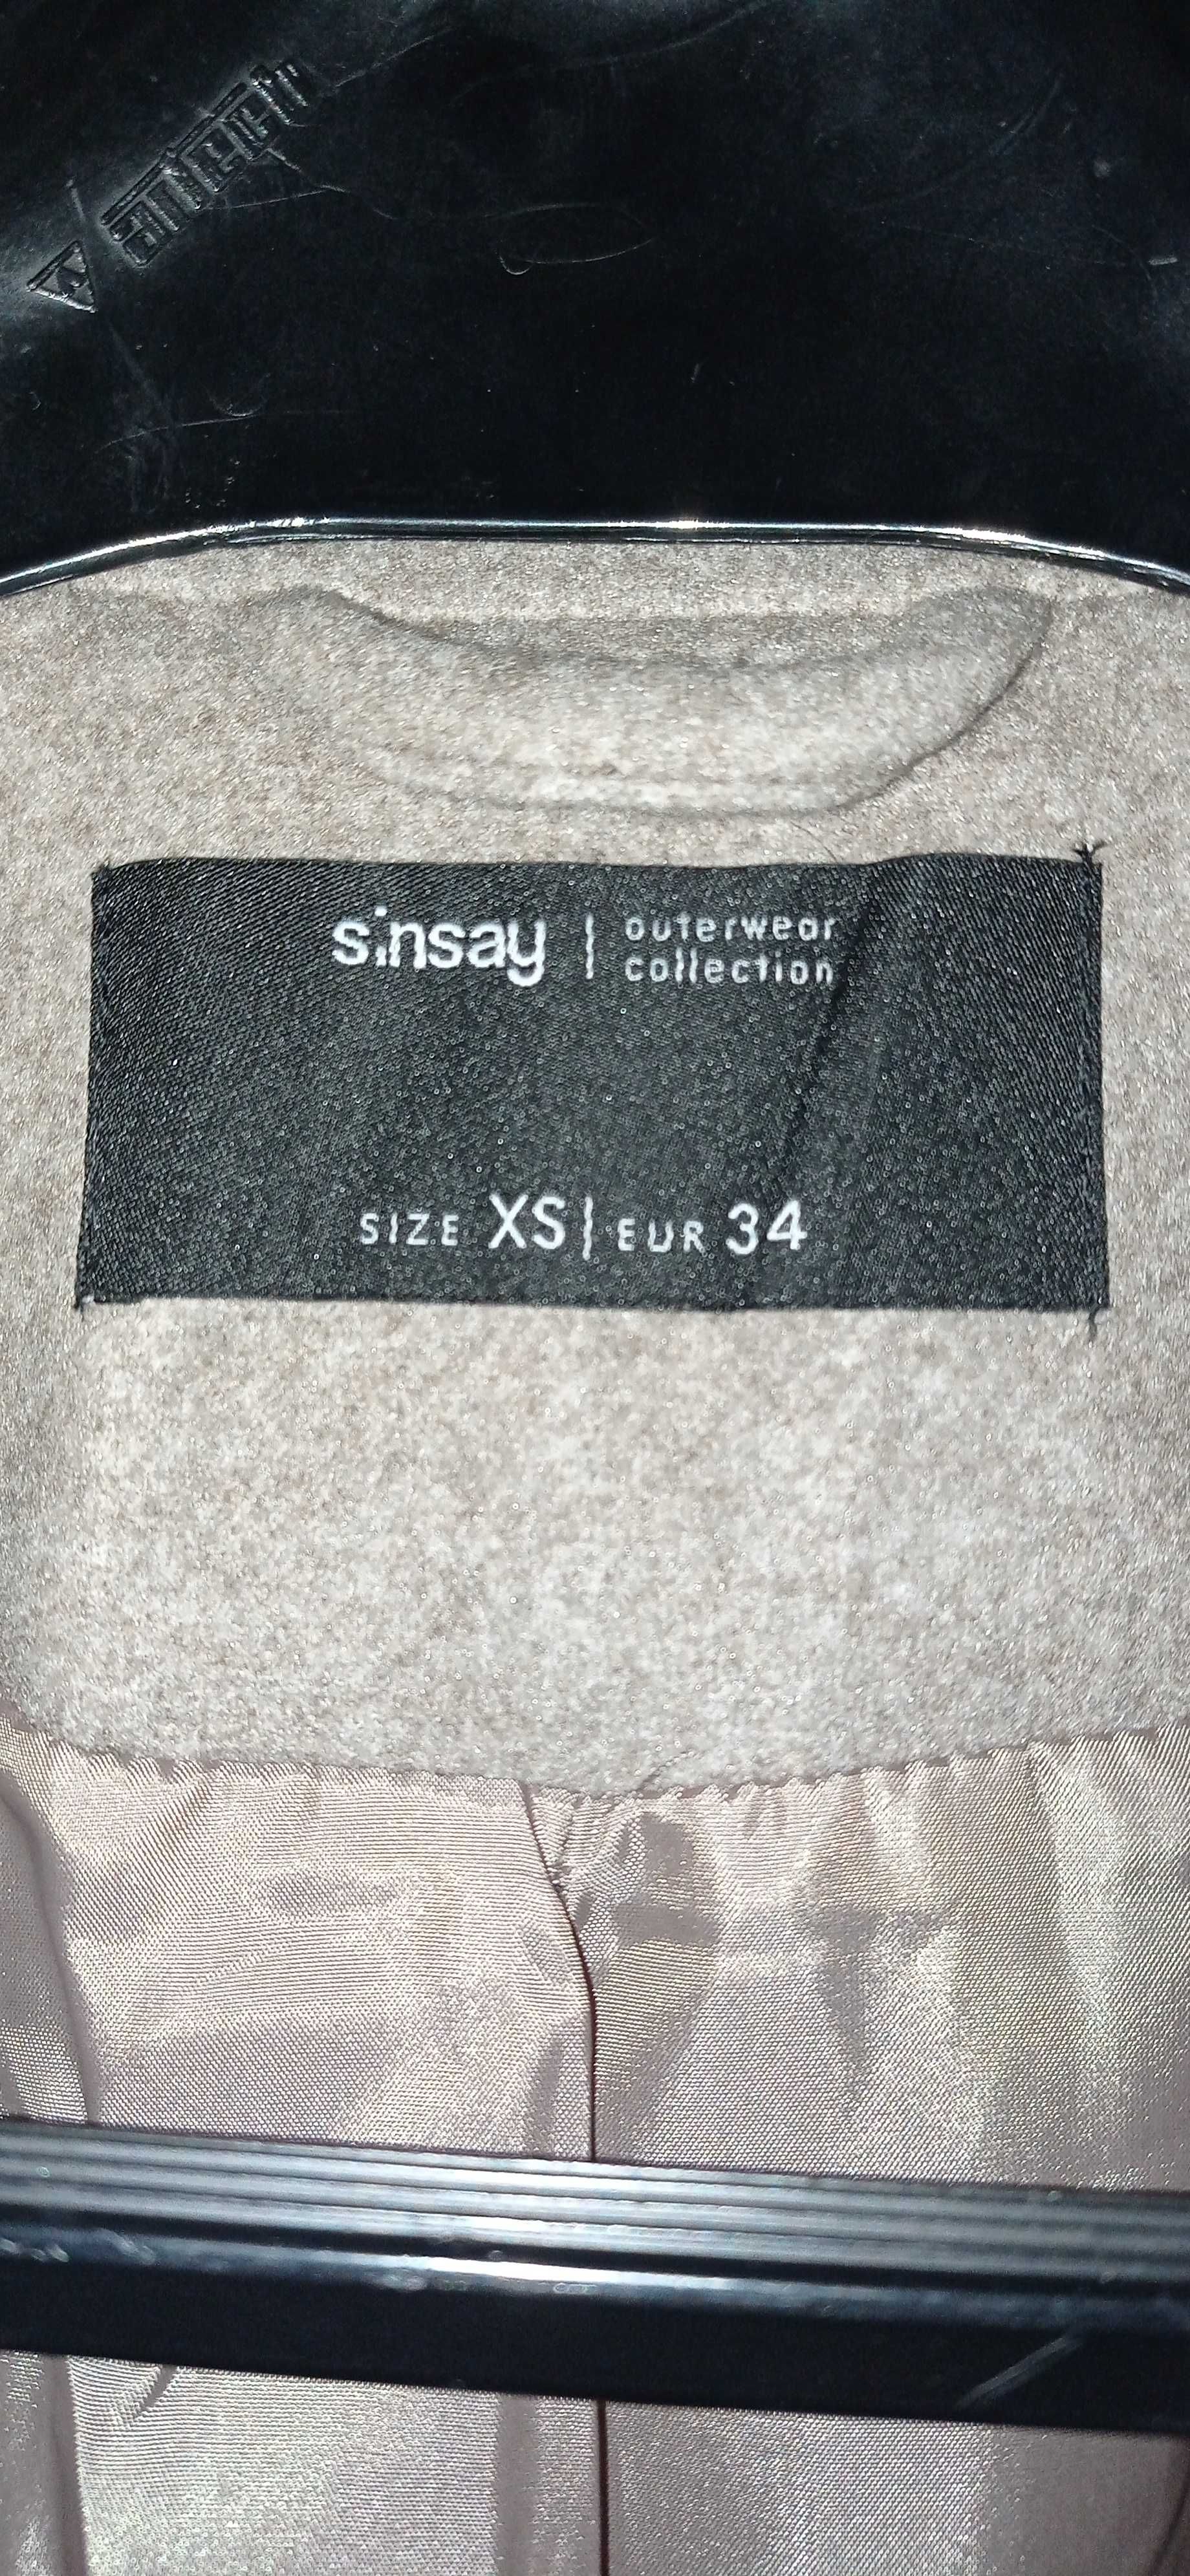 sinsay | outerwear
collection
SIZE XS | EUR 34